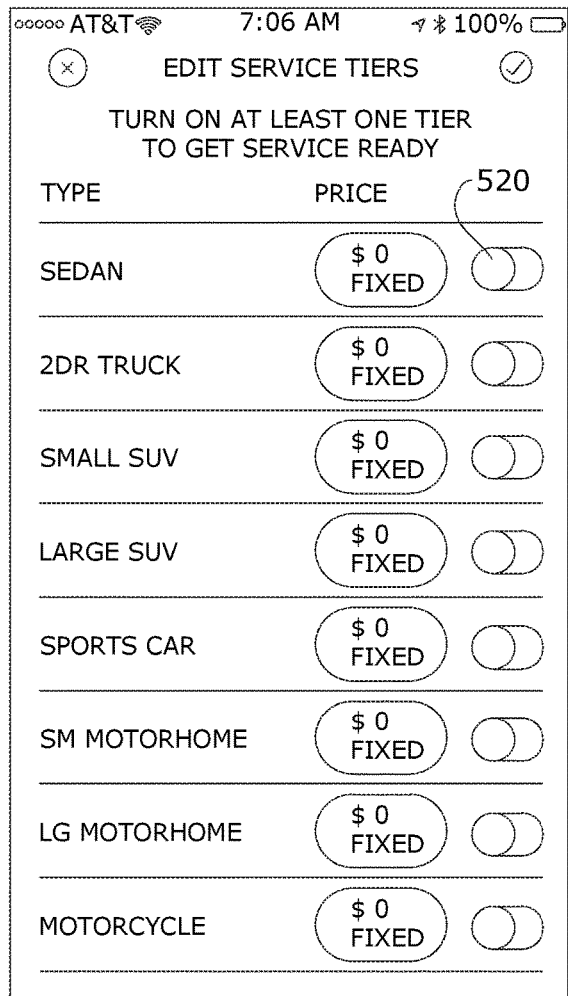 ooooo AT&T 7:06 AM 100%
EDIT SERVICE TIERS
TURN ON AT LEAST ONE TIER
TO GET SERVICE READY
TYPE PRICE 520
SEDAN $ 0 FIXED
2DR TRUCK $ 0 FIXED
SMALL SUV $ 0 FIXED
LARGE SUV $ 0 FIXED
SPORTS CAR $ 0 FIXED
SM MOTORHOME $ 0 FIXED
LG MOTORHOME $ 0 FIXED
MOTORCYCLE $ 0 FIXED